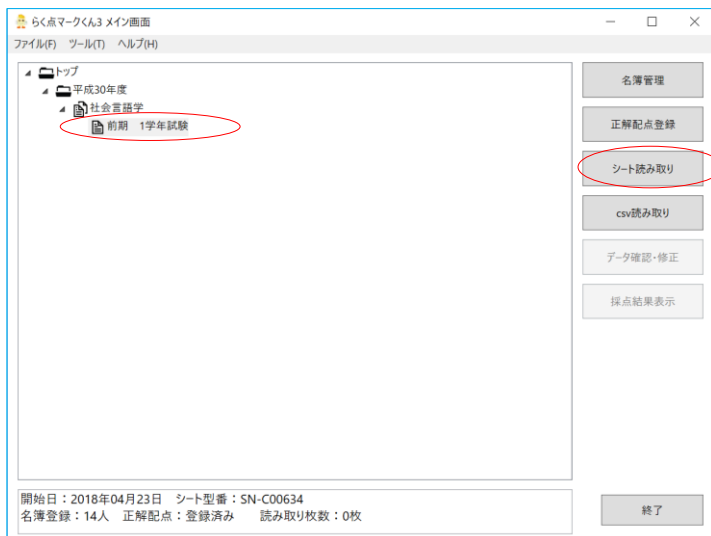 らく点マークくん3 メイン画面
ファイル(F) ツール(T) ヘルプ(H)
トップ
平成30年度
社会言語学
前期　1学年試験
名簿管理
正解配点登録
シート読み取り
csv読み取り
データ確認・修正
採点結果表示
開始日：2018年04月23日　シート型番：SN-C00634
名簿登録：14人　正解配点：登録済み　　読み取り枚数：0枚
終了